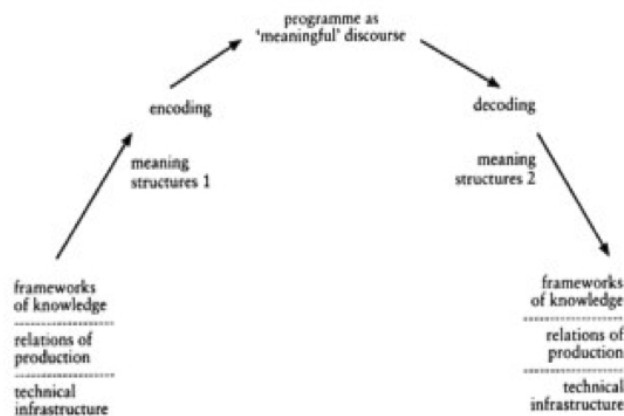 programme as
'meaningful' discourse
encoding
decoding
meaning
structures 1
meaning
structures 2
frameworks
of knowledge
relations of
production
technical
infrastructure
frameworks
of knowledge
relations of
production
technical
infrastructure